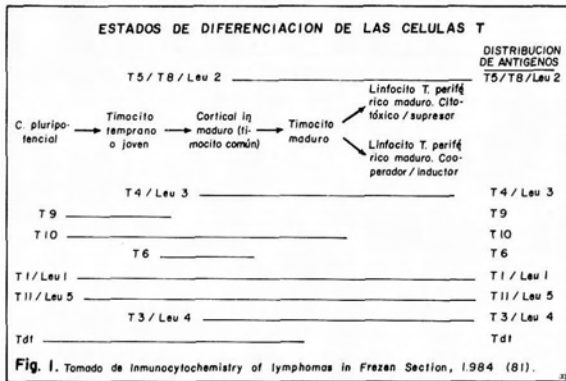 ESTADOS DE DIFERENCIACION DE LAS CELULAS T
DISTRIBUCION
DE ANTIGENOS
T5/T8/Leu 2 T5/T8/Leu 2
Linfocito T. perifé
rico maduro. Cito-
tóxico/supresor
C. pluripo-
tencial
Timocito
temprano
o joven
Cortical in
maduro (ti-
mocito común)
Timocito
maduro
Linfocito T. perifé
rico maduro. Coo-
perador/inductor
T4/Leu 3 T4/Leu 3
T9 T9
T10 T10
T6 T6
T1/Leu 1 T1/Leu 1
T11/Leu 5 T11/Leu 5
T3/Leu 4 T3/Leu 4
Tdt Tdt
Fig. I. Tomado de Inmunocytochemistry of lymphomas in Frezen Section, 1.984 (81).